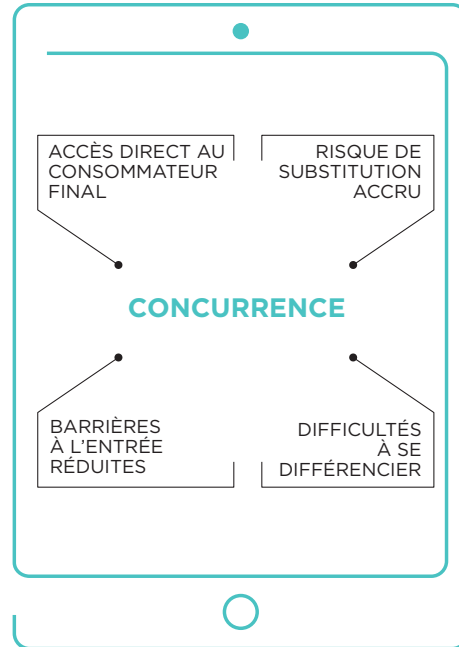 ACCÈS DIRECT AU
CONSOMMATEUR
FINAL
RISQUE DE
SUBSTITUTION
ACCRU
CONCURRENCE
BARRIÈRES
À L'ENTRÉE
RÉDUITES
DIFFICULTÉS
À SE
DIFFÉRENCIER